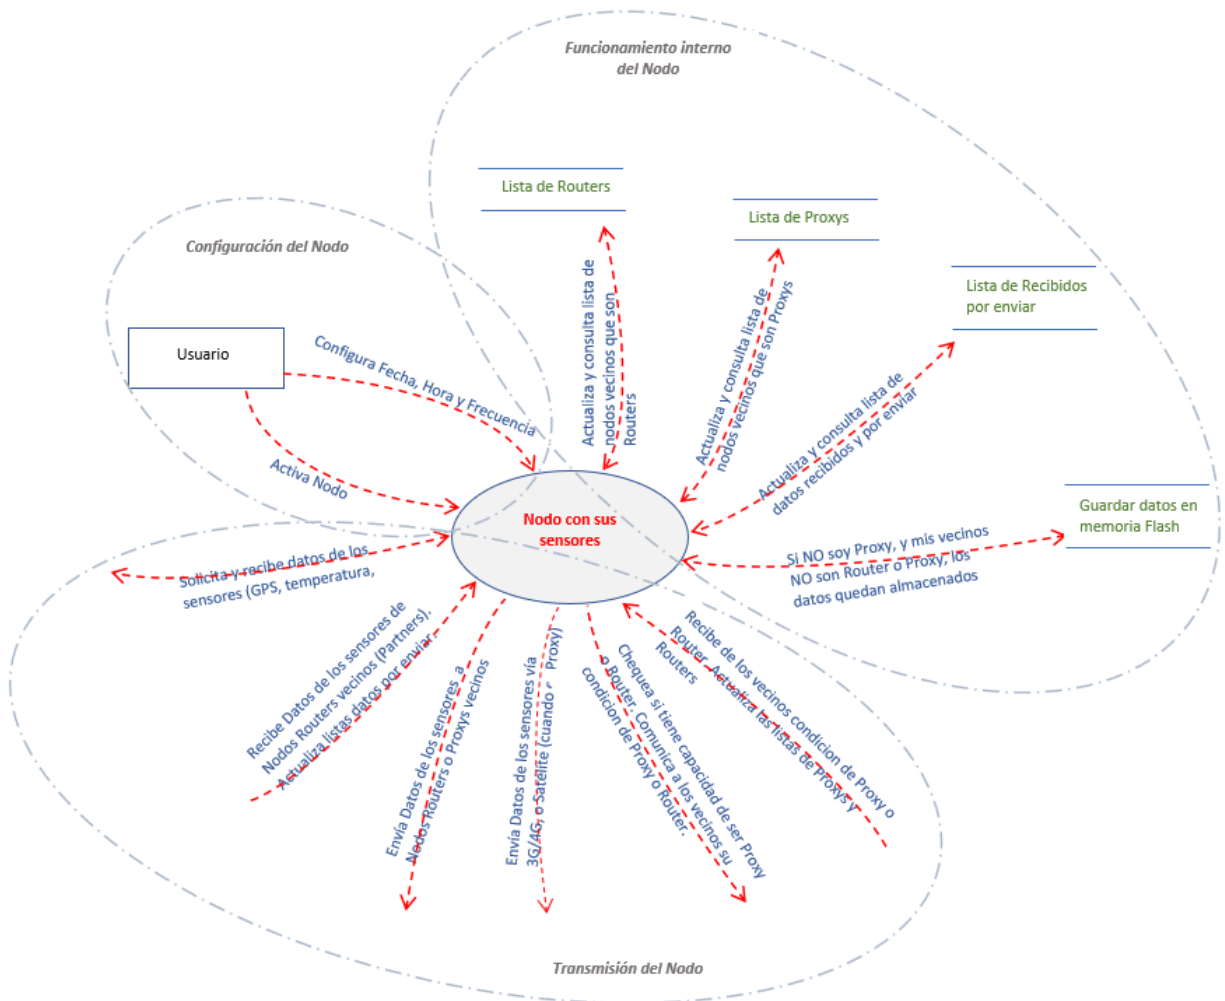 Funcionamiento interno
del Nodo
Lista de Routers
Lista de Proxys
Configuración del Nodo
Lista de Recibidos
por enviar
Usuario
Configura Fecha, Hora y Frecuencia
Activa Nodo
Actualiza y consulta lista de
nodos vecinos que son
Routers
Actualiza y consulta lista de
nodos vecinos que son Proxys
Actualiza y consulta lista de
datos recibidos y por enviar
Nodo con sus
sensores
Guardar datos en
memoria Flash
Si NO soy Proxy, y mis vecinos
NO son Router o Proxy, los
datos quedan almacenados
Solicita y recibe datos de los
sensores (GPS, temperatura,
Recibe Datos de los sensores de
Nodos Routers vecinos (Partners).
Actualiza listas datos por enviar.
Envía Datos de los sensores a
Nodos Routers o Proxys vecinos
Envía Datos de los sensores vía
3G/4G, o Satélite (cuando Proxy)
Chequea si tiene capacidad de ser Proxy
o Router. Comunica a los vecinos su
condicion de Proxy o Router.
Recibe de los vecinos condicion de Proxy o
Router. Actualiza las listas de Proxys y
Routers
Transmisión del Nodo